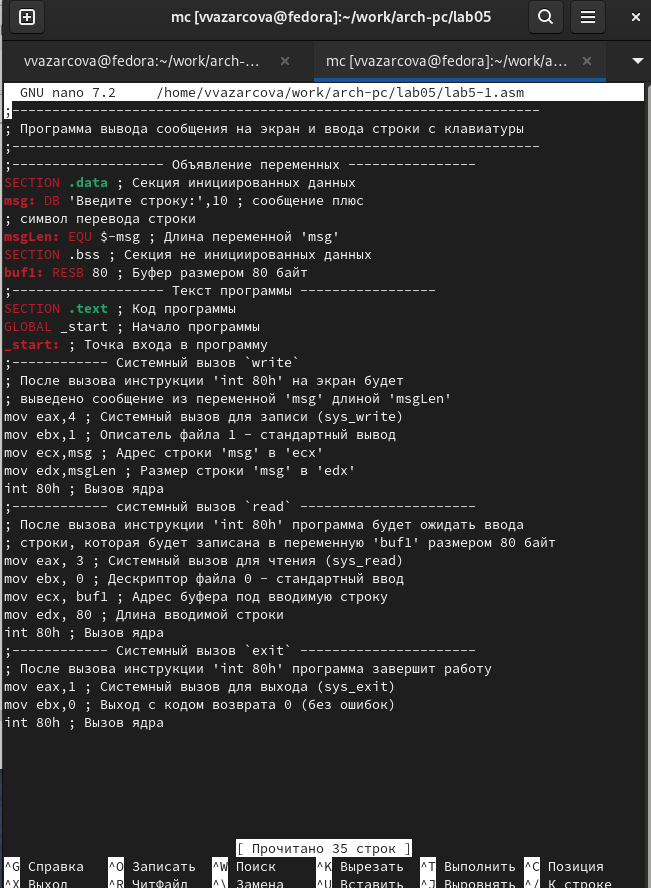 mc [vvazarcova@fedora]:~/work/arch-pc/lab05
vvazarcova@fedora:~/work/arch-... × mc [vvazarcova@fedora]:~/work/a... ×
GNU nano 7.2 /home/vvazarcova/work/arch-pc/lab05/lab5-1.asm
;------------------------------------------------------------------
; Программа вывода сообщения на экран и ввода строки с клавиатуры
;------------------------------------------------------------------
;------------------- Объявление переменных ----------------
SECTION .data ; Секция инициированных данных
msg: DB 'Введите строку:',10 ; сообщение плюс
; символ перевода строки
msgLen: EQU $-msg ; Длина переменной 'msg'
SECTION .bss ; Секция не инициированных данных
buf1: RESB 80 ; Буфер размером 80 байт
;------------------- Текст программы -----------------
SECTION .text ; Код программы
GLOBAL _start ; Начало программы
_start: ; Точка входа в программу
;------------ Системный вызов `write`
; После вызова инструкции 'int 80h' на экран будет
; выведено сообщение из переменной 'msg' длиной 'msgLen'
mov eax,4 ; Системный вызов для записи (sys_write)
mov ebx,1 ; Описатель файла 1 - стандартный вывод
mov ecx,msg ; Адрес строки 'msg' в 'ecx'
mov edx,msgLen ; Размер строки 'msg' в 'edx'
int 80h ; Вызов ядра
;------------ системный вызов `read` ----------------------
; После вызова инструкции 'int 80h' программа будет ожидать ввода
; строки, которая будет записана в переменную 'buf1' размером 80 байт
mov eax, 3 ; Системный вызов для чтения (sys_read)
mov ebx, 0 ; Дескриптор файла 0 - стандартный ввод
mov ecx, buf1 ; Адрес буфера под вводимую строку
mov edx, 80 ; Длина вводимой строки
int 80h ; Вызов ядра
;------------ Системный вызов `exit` ----------------------
; После вызова инструкции 'int 80h' программа завершит работу
mov eax,1 ; Системный вызов для выхода (sys_exit)
mov ebx,0 ; Выход с кодом возврата 0 (без ошибок)
int 80h ; Вызов ядра
[ Прочитано 35 строк ]
^G Справка ^O Записать ^W Поиск ^K Вырезать ^T Выполнить ^C Позиция
^X Выход ^R ЧитФайл ^\ Замена ^U Вставить ^J Выровнять ^/ К строке